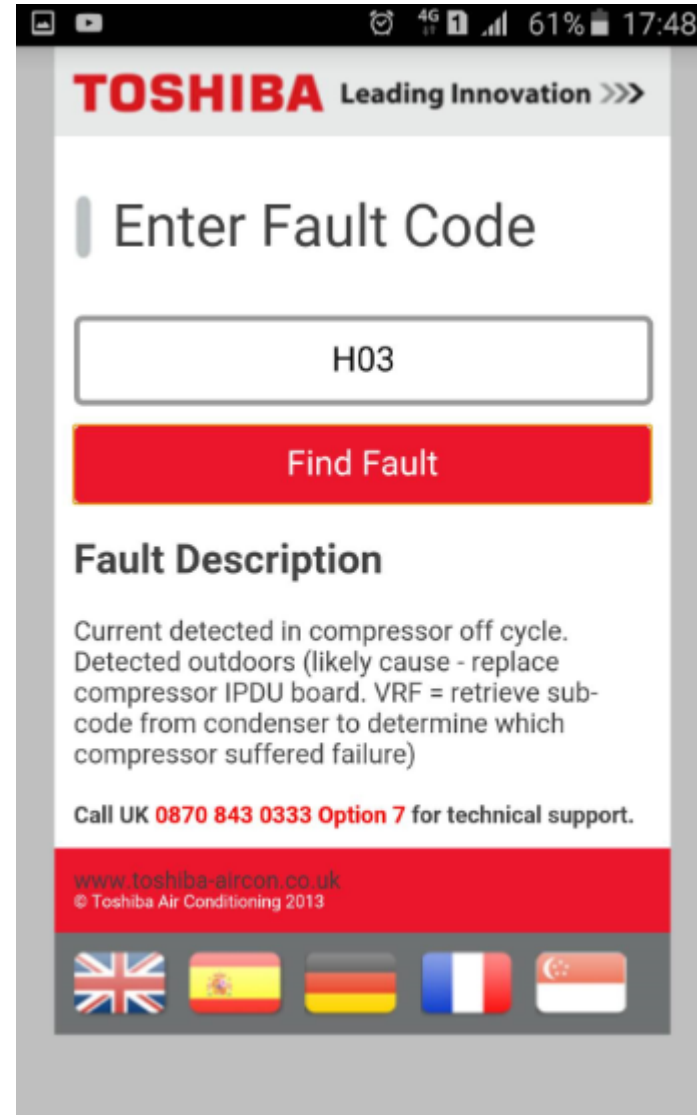 4G 1 61% 17:48
TOSHIBA Leading Innovation >>>
Enter Fault Code
H03
Find Fault
Fault Description
Current detected in compressor off cycle.
Detected outdoors (likely cause - replace
compressor IPDU board. VRF = retrieve sub-
code from condenser to determine which
compressor suffered failure)
Call UK 0870 843 0333 Option 7 for technical support.
www.toshiba-aircon.co.uk
© Toshiba Air Conditioning 2013